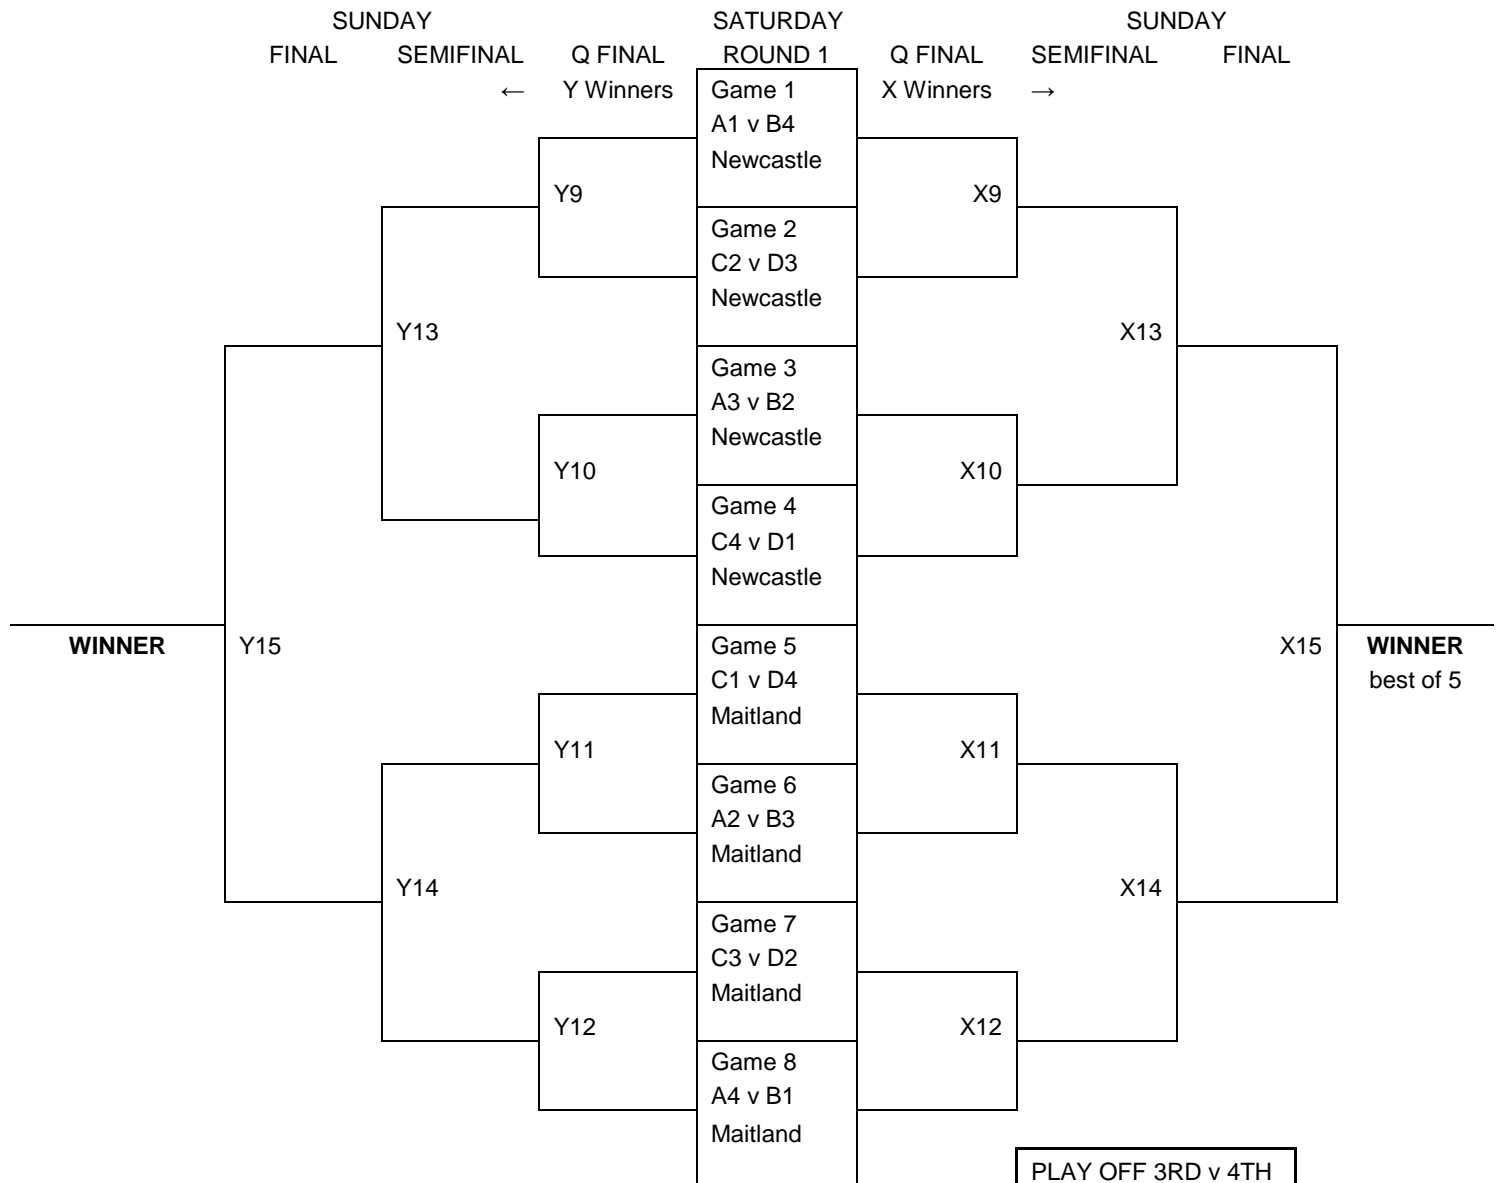 SUNDAY SATURDAY SUNDAY
FINAL SEMIFINAL Q FINAL ROUND 1 Q FINAL SEMIFINAL FINAL
← Y Winners Game 1 X Winners →
A1 v B4
Newcastle
Y9 X9
Game 2
C2 v D3
Newcastle
Y13 X13
Game 3
A3 v B2
Newcastle
Y10 X10
Game 4
C4 v D1
Newcastle
WINNER Y15 Game 5 X15 WINNER
C1 v D4 best of 5
Maitland
Y11 X11
Game 6
A2 v B3
Maitland
Y14 X14
Game 7
C3 v D2
Maitland
Y12 X12
Game 8
A4 v B1
Maitland
PLAY OFF 3RD v 4TH